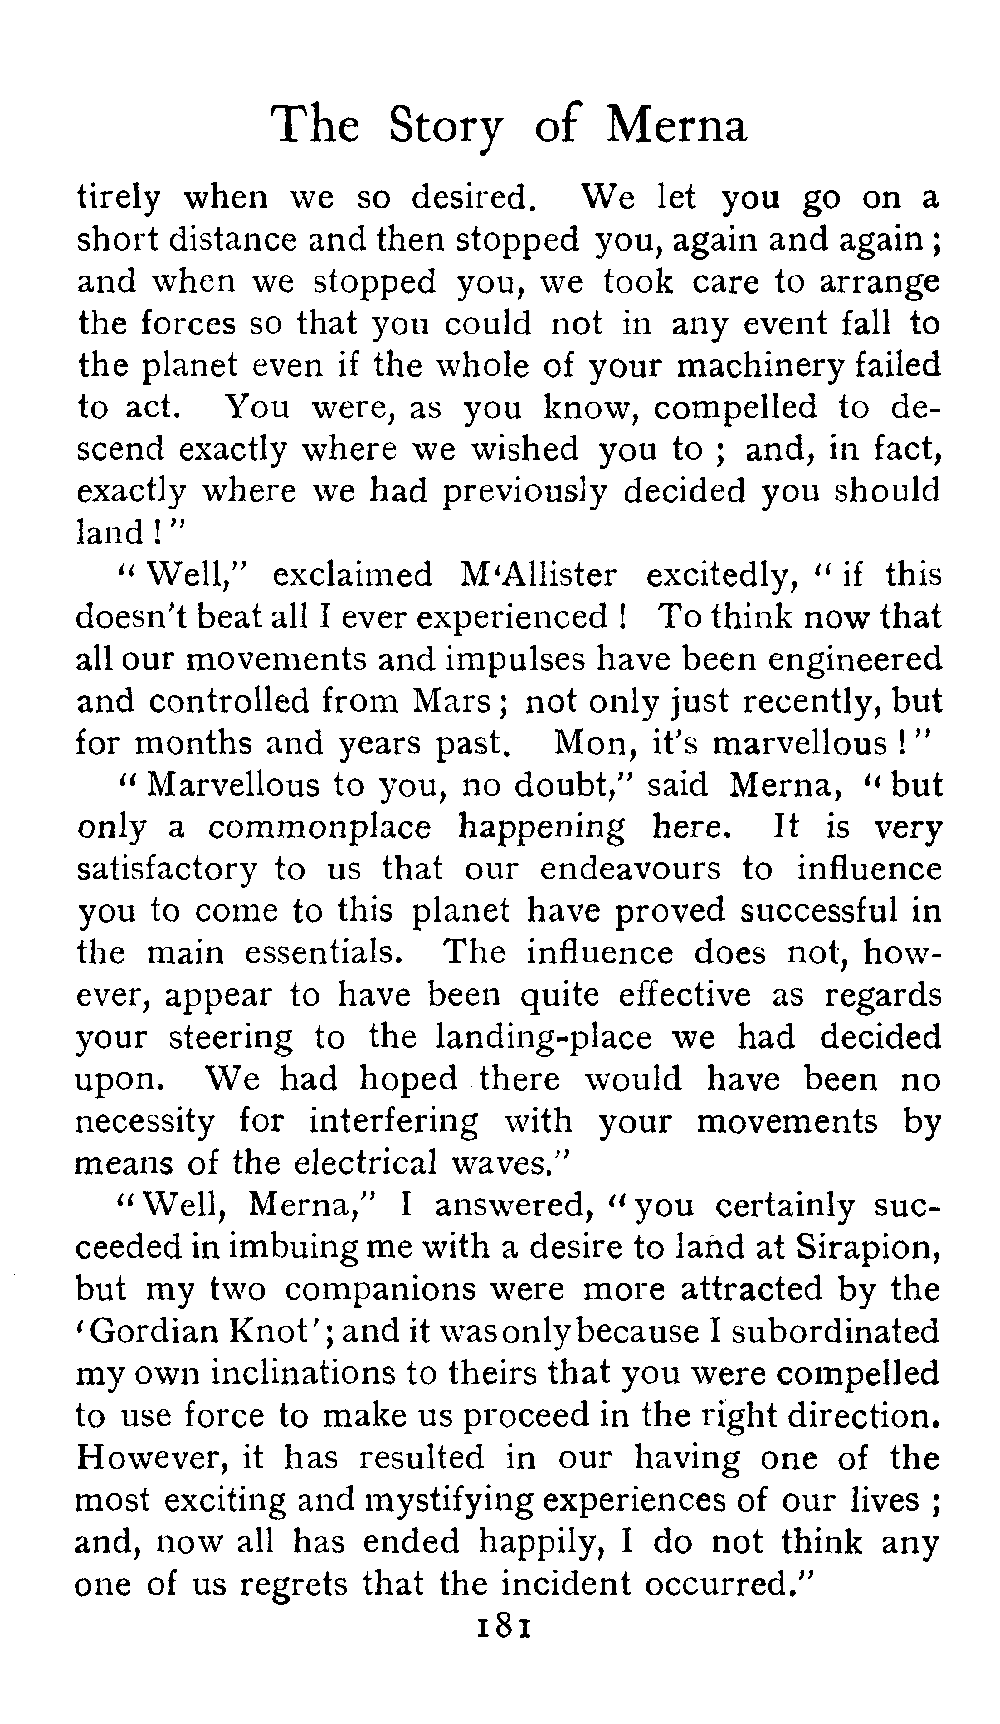 The Story of Merna
tirely when we so desired. We let you go on a
short distance and then stopped you, again and again ;
and when we stopped you, we took care to arrange
the forces so that you could not in any event fall to
the planet even if the whole of your machinery failed
to act. You were, as you know, compelled to de-
scend exactly where we wished you to ; and, in fact,
exactly where we had previously decided you should
land ! "
" Well," exclaimed M‘Allister excitedly, " if this
doesn't beat all I ever experienced ! To think now that
all our movements and impulses have been engineered
and controlled from Mars ; not only just recently, but
for months and years past. Mon, it's marvellous ! "
" Marvellous to you, no doubt," said Merna, " but
only a commonplace happening here. It is very
satisfactory to us that our endeavours to influence
you to come to this planet have proved successful in
the main essentials. The influence does not, how-
ever, appear to have been quite effective as regards
your steering to the landing-place we had decided
upon. We had hoped there would have been no
necessity for interfering with your movements by
means of the electrical waves."
" Well, Merna," I answered, " you certainly suc-
ceeded in imbuing me with a desire to land at Sirapion,
but my two companions were more attracted by the
' Gordian Knot' ; and it was only because I subordinated
my own inclinations to theirs that you were compelled
to use force to make us proceed in the right direction.
However, it has resulted in our having one of the
most exciting and mystifying experiences of our lives ;
and, now all has ended happily, I do not think any
one of us regrets that the incident occurred."
181